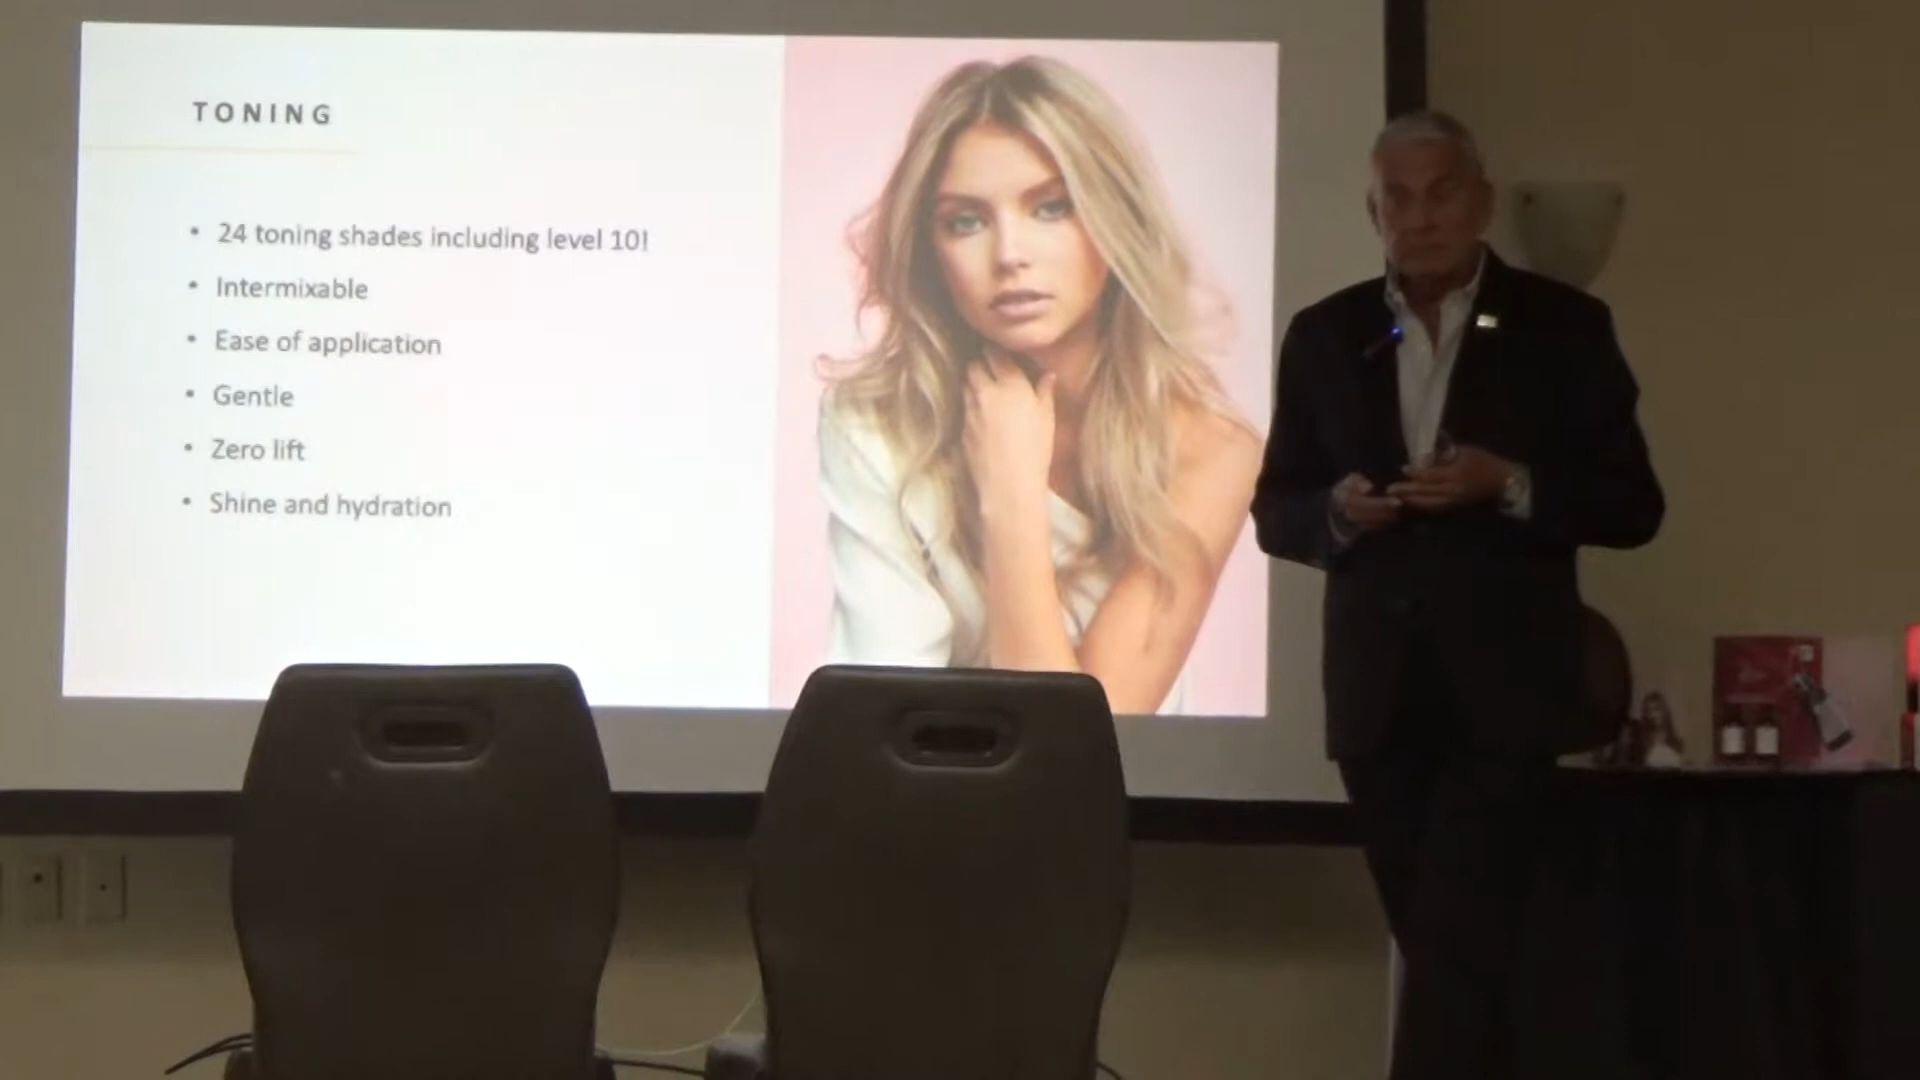 TONING
• 24 toning shades including level 10!
• Intermixable
• Ease of application
• Gentle
• Zero lift
• Shine and hydration